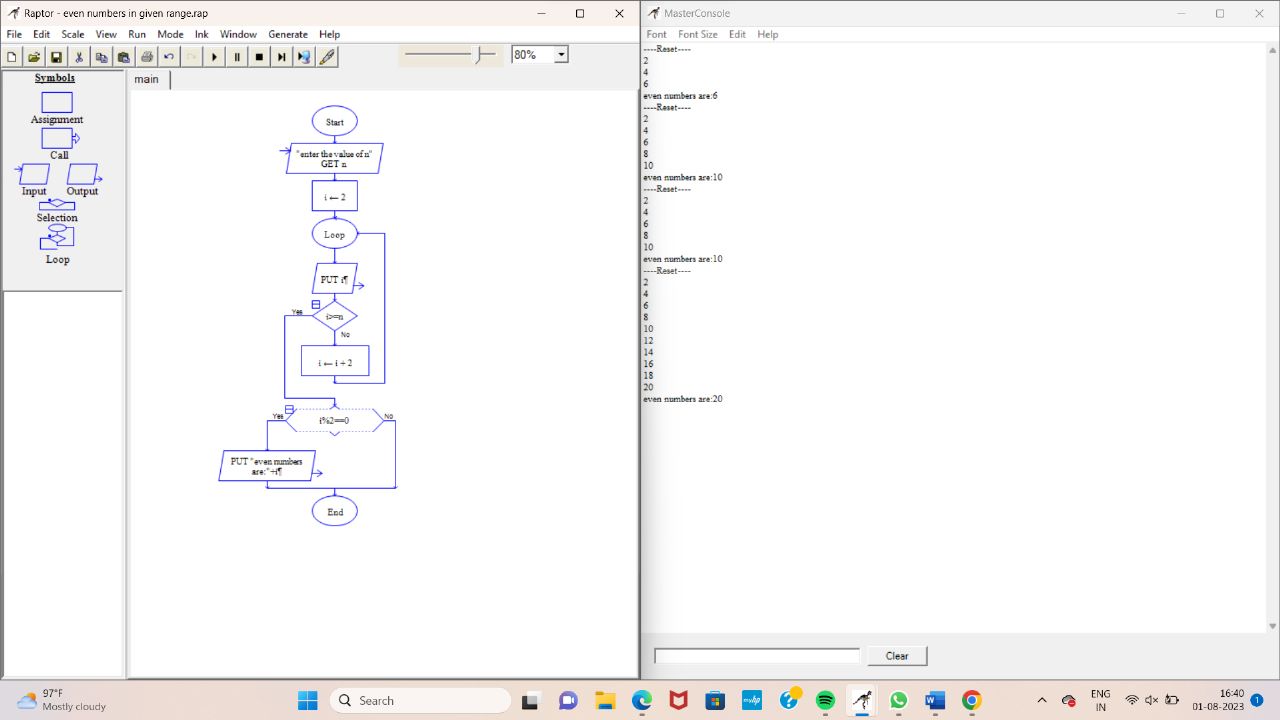 Raptor - even numbers in given range.rap
File Edit Scale View Run Mode Ink Window Generate Help
80%
Symbols
Assignment
Call
Input Output
Selection
Loop
main
Start
"enter the value of n"
GET n
i ← 2
Loop
PUT i¶
Yes
i>=n
No
i ← i + 2
Yes
i%2==0
No
PUT "even numbers
are:"+i¶
End
MasterConsole
Font Font Size Edit Help
----Reset----
2
4
6
even numbers are:6
----Reset----
2
4
6
8
10
even numbers are:10
----Reset----
2
4
6
8
10
even numbers are:10
----Reset----
2
4
6
8
10
12
14
16
18
20
even numbers are:20
Clear
97°F
Mostly cloudy
Search
myhp
ENG
IN
16:40
01-08-2023
1